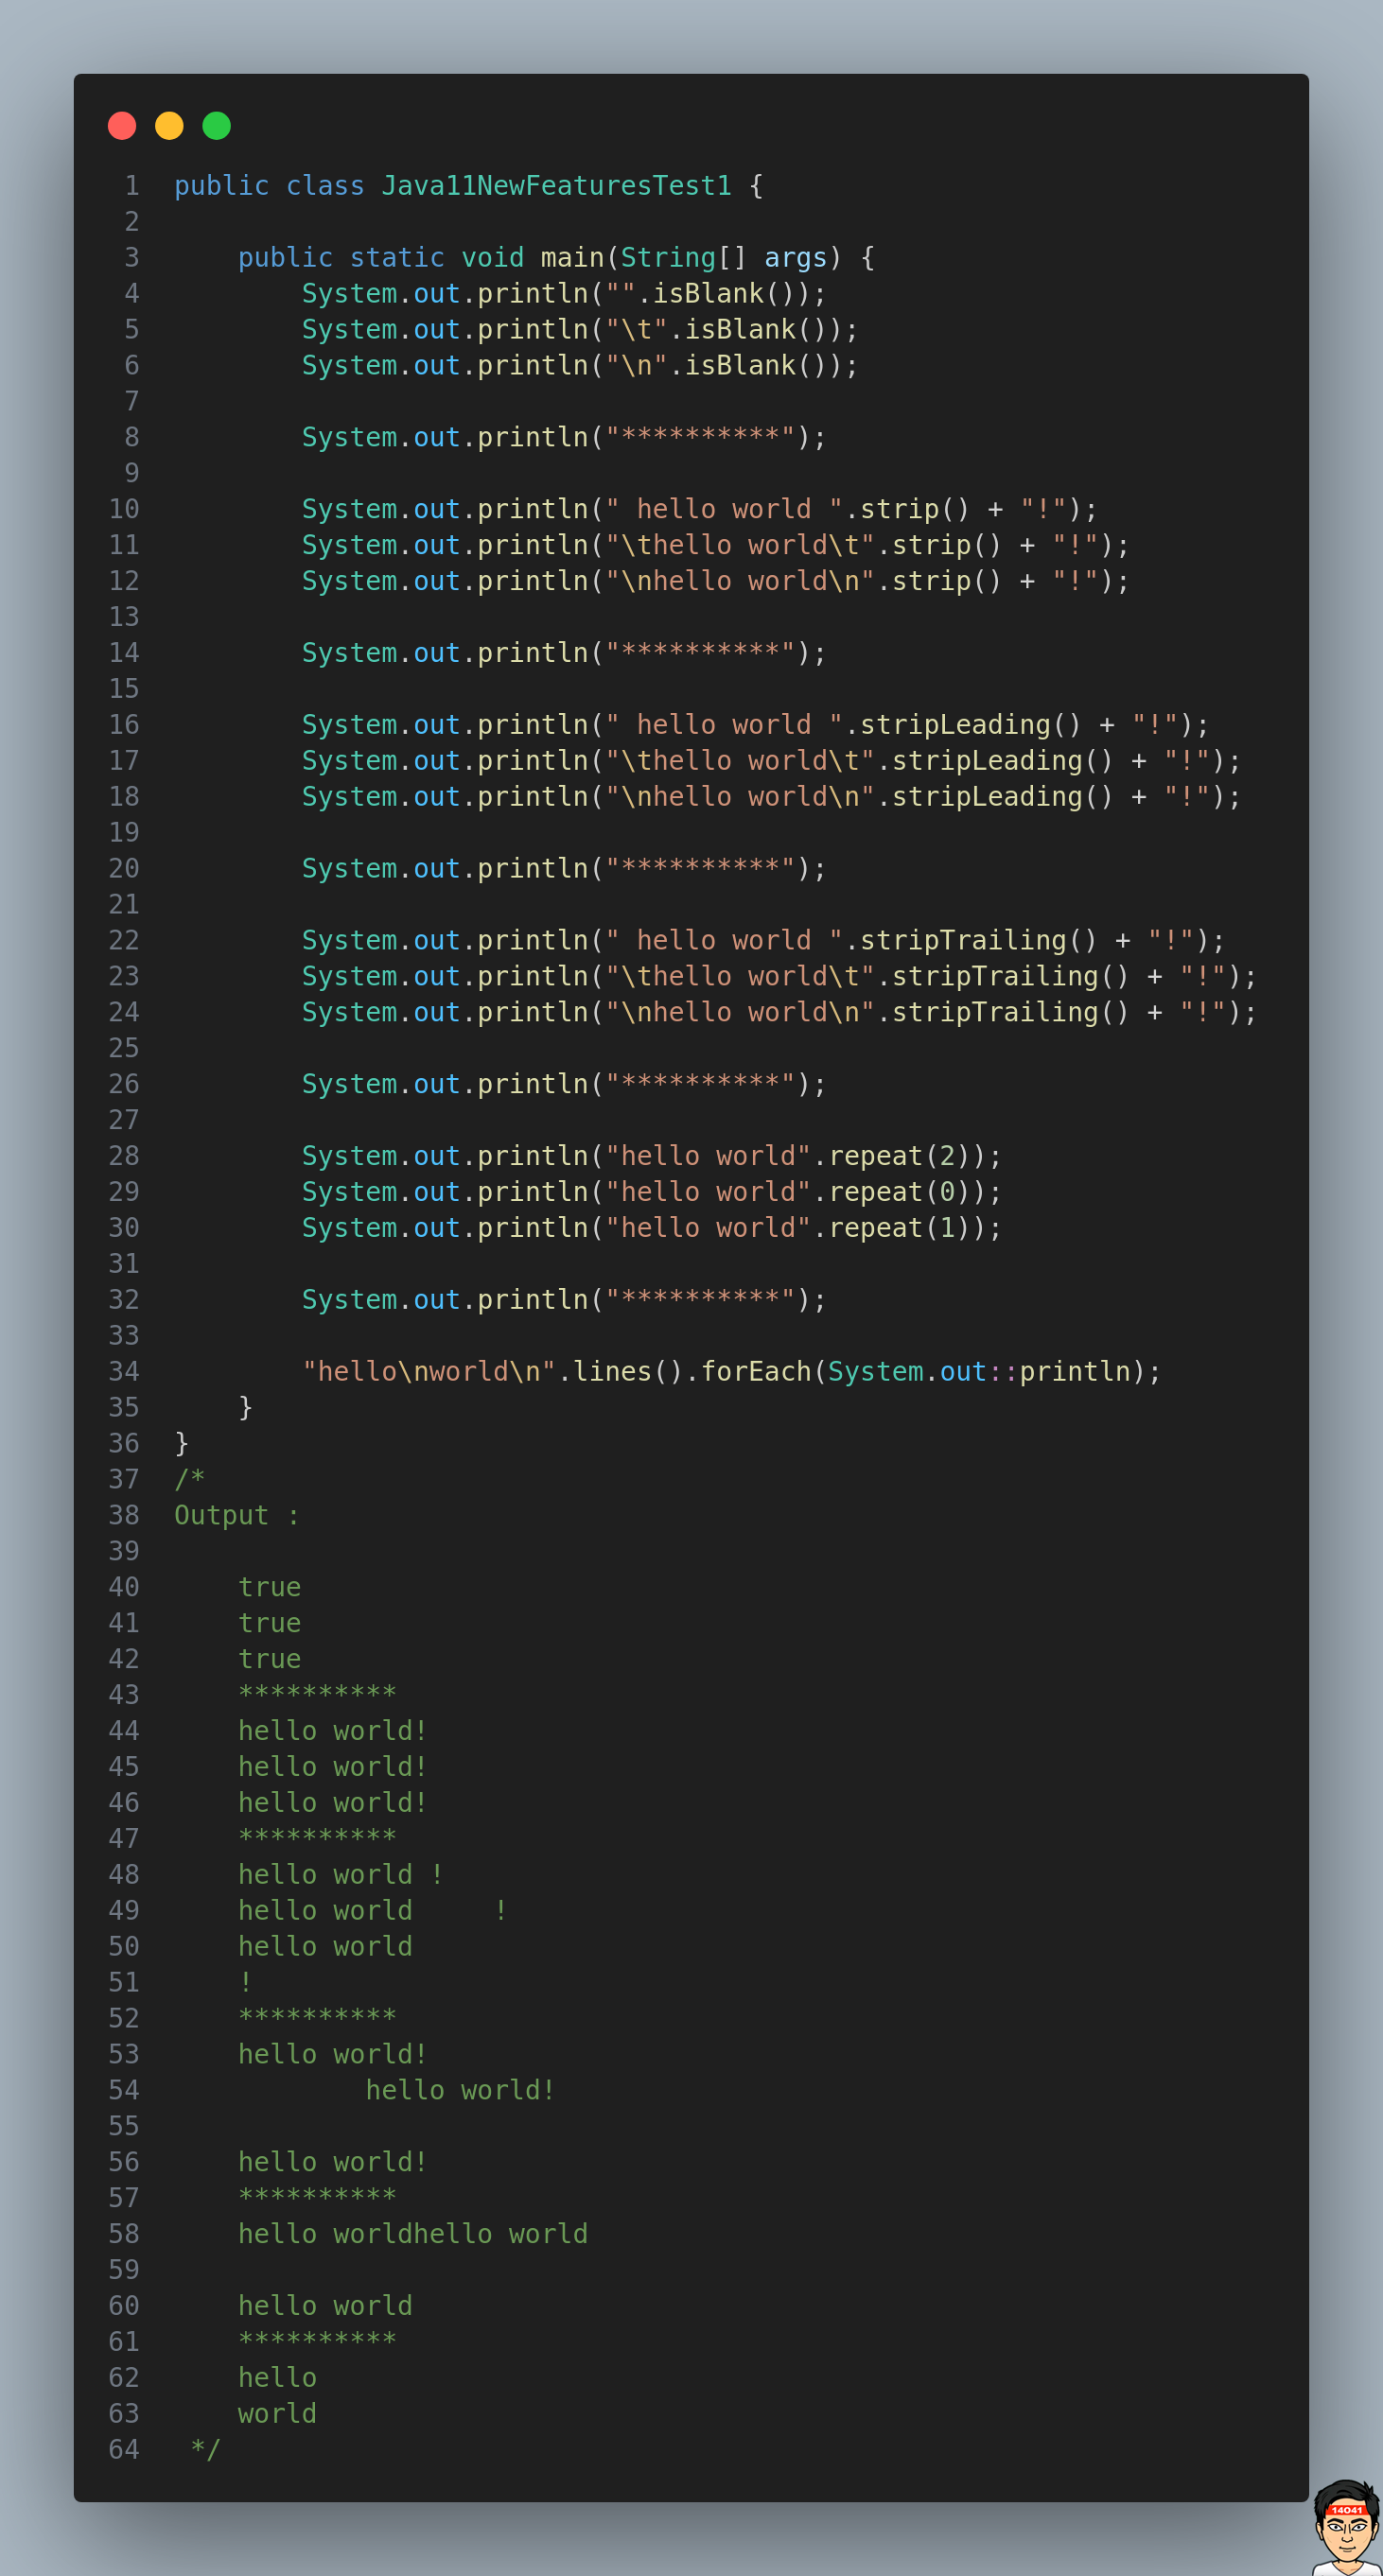 1 public class Java11NewFeaturesTest1 {
2
3     public static void main(String[] args) {
4         System.out.println("".isBlank());
5         System.out.println("\t".isBlank());
6         System.out.println("\n".isBlank());
7
8         System.out.println("**********");
9
10         System.out.println(" hello world ".strip() + "!");
11         System.out.println("\thello world\t".strip() + "!");
12         System.out.println("\nhello world\n".strip() + "!");
13
14         System.out.println("**********");
15
16         System.out.println(" hello world ".stripLeading() + "!");
17         System.out.println("\thello world\t".stripLeading() + "!");
18         System.out.println("\nhello world\n".stripLeading() + "!");
19
20         System.out.println("**********");
21
22         System.out.println(" hello world ".stripTrailing() + "!");
23         System.out.println("\thello world\t".stripTrailing() + "!");
24         System.out.println("\nhello world\n".stripTrailing() + "!");
25
26         System.out.println("**********");
27
28         System.out.println("hello world".repeat(2));
29         System.out.println("hello world".repeat(0));
30         System.out.println("hello world".repeat(1));
31
32         System.out.println("**********");
33
34         "hello\nworld\n".lines().forEach(System.out::println);
35     }
36 }
37 /*
38 Output :
39
40     true
41     true
42     true
43     **********
44     hello world!
45     hello world!
46     hello world!
47     **********
48     hello world !
49     hello world     !
50     hello world
51     !
52     **********
53     hello world!
54             hello world!
55
56     hello world!
57     **********
58     hello worldhello world
59
60     hello world
61     **********
62     hello
63     world
64  */
14041